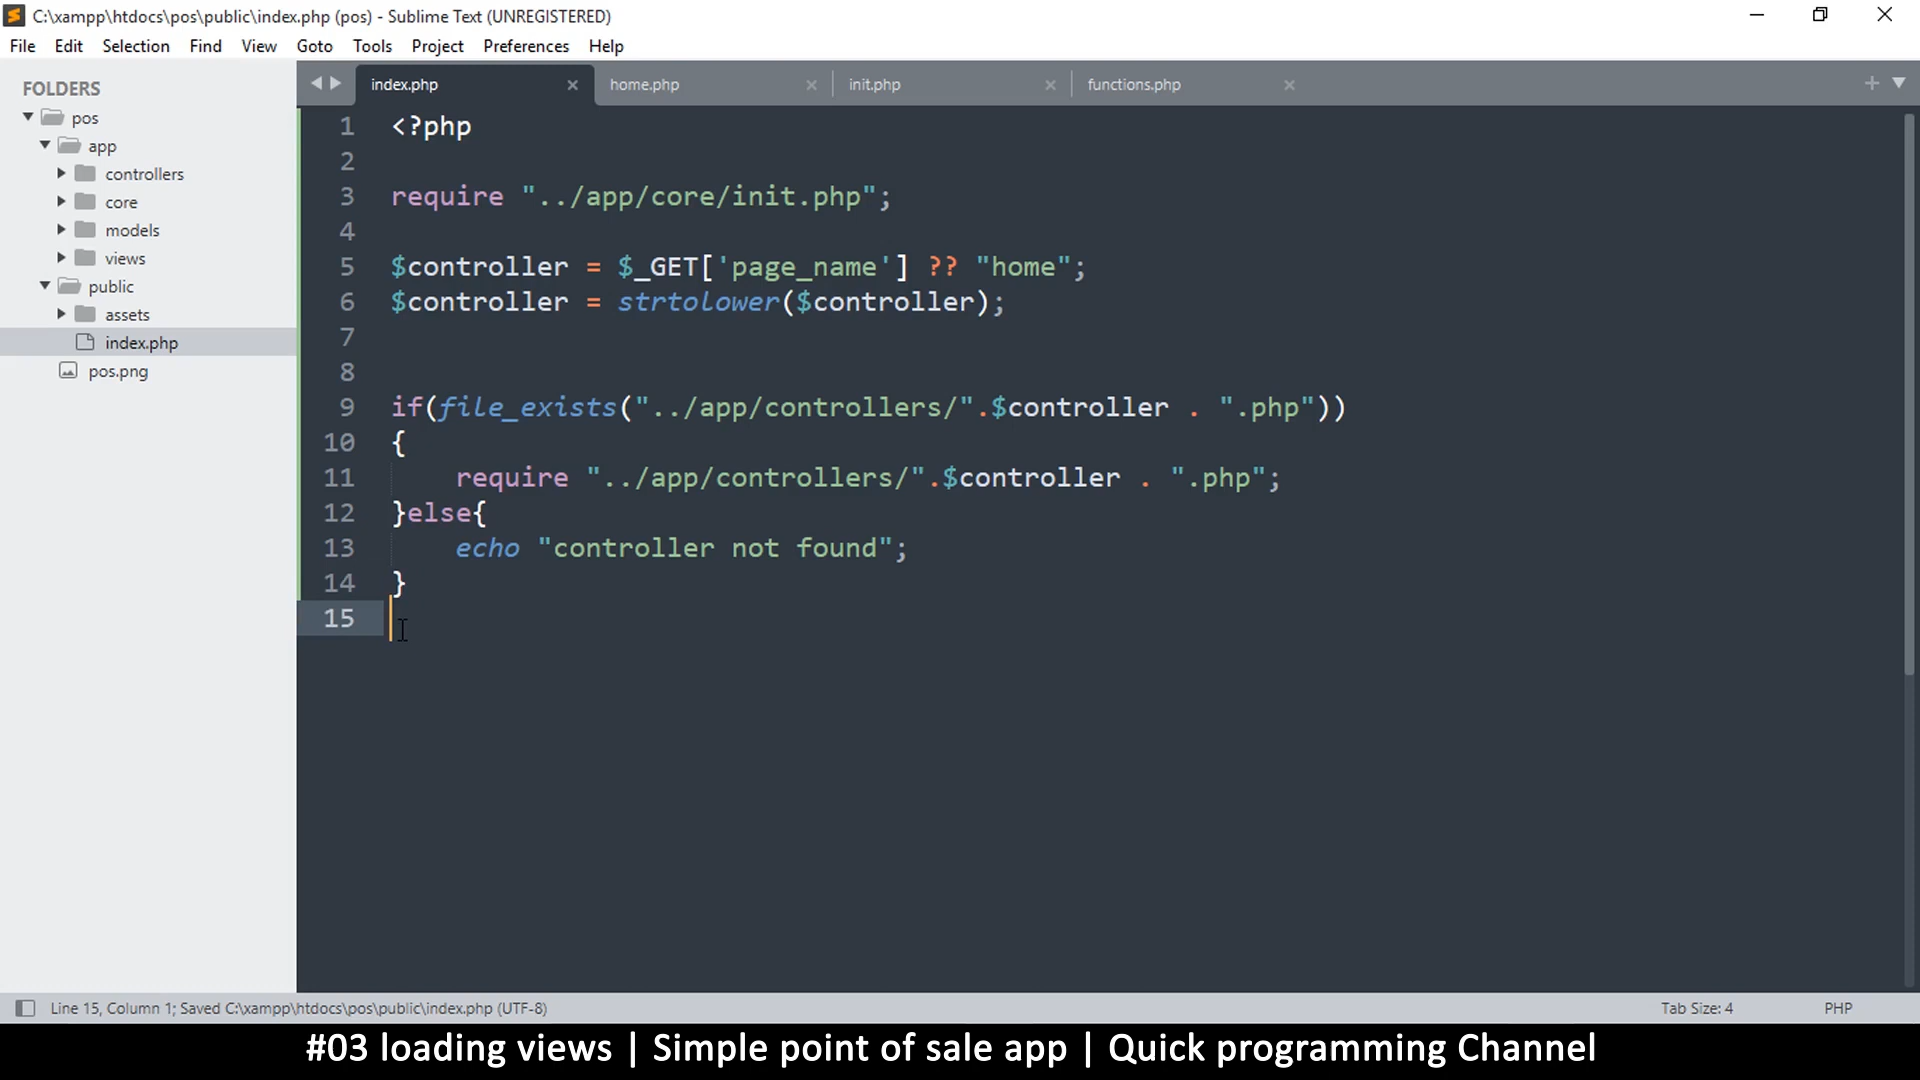 C:\xampp\htdocs\pos\public\index.php (pos) - Sublime Text (UNREGISTERED)
File Edit Selection Find View Goto Tools Project Preferences Help
FOLDERS
pos
app
controllers
core
models
views
public
assets
index.php
pos.png
index.php home.php init.php functions.php
1 <?php
2
3 require "../app/core/init.php";
4
5 $controller = $_GET['page_name'] ?? "home";
6 $controller = strtolower($controller);
7
8
9 if(file_exists("../app/controllers/".$controller . ".php"))
10 {
11     require "../app/controllers/".$controller . ".php";
12 }else{
13     echo "controller not found";
14 }
15
Line 15, Column 1; Saved C:\xampp\htdocs\pos\public\index.php (UTF-8) Tab Size: 4 PHP
#03 loading views | Simple point of sale app | Quick programming Channel